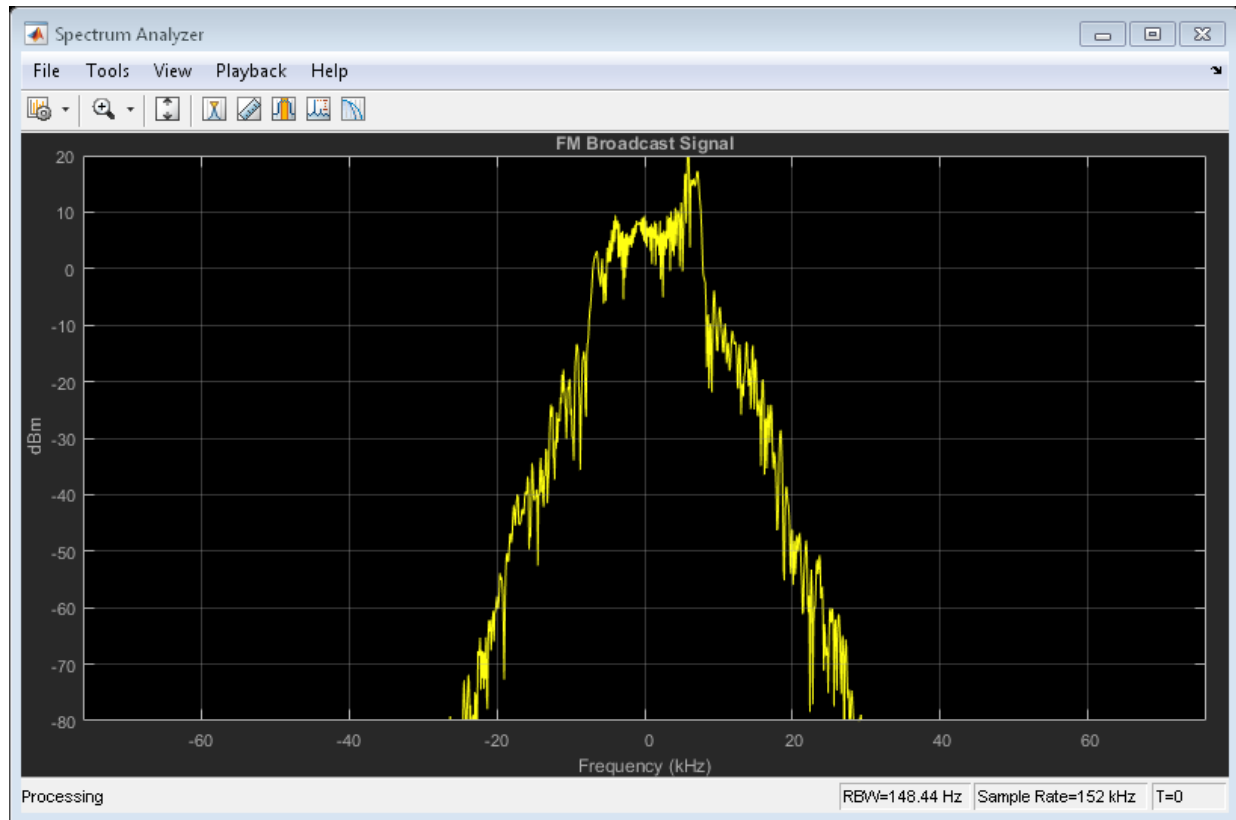 Spectrum Analyzer
File Tools View Playback Help
FM Broadcast Signal
20
10
0
-10
-20
-30
-40
-50
-60
-70
-80
dBm
-60 -40 -20 0 20 40 60
Frequency (kHz)
Processing RBW=148.44 Hz Sample Rate=152 kHz T=0